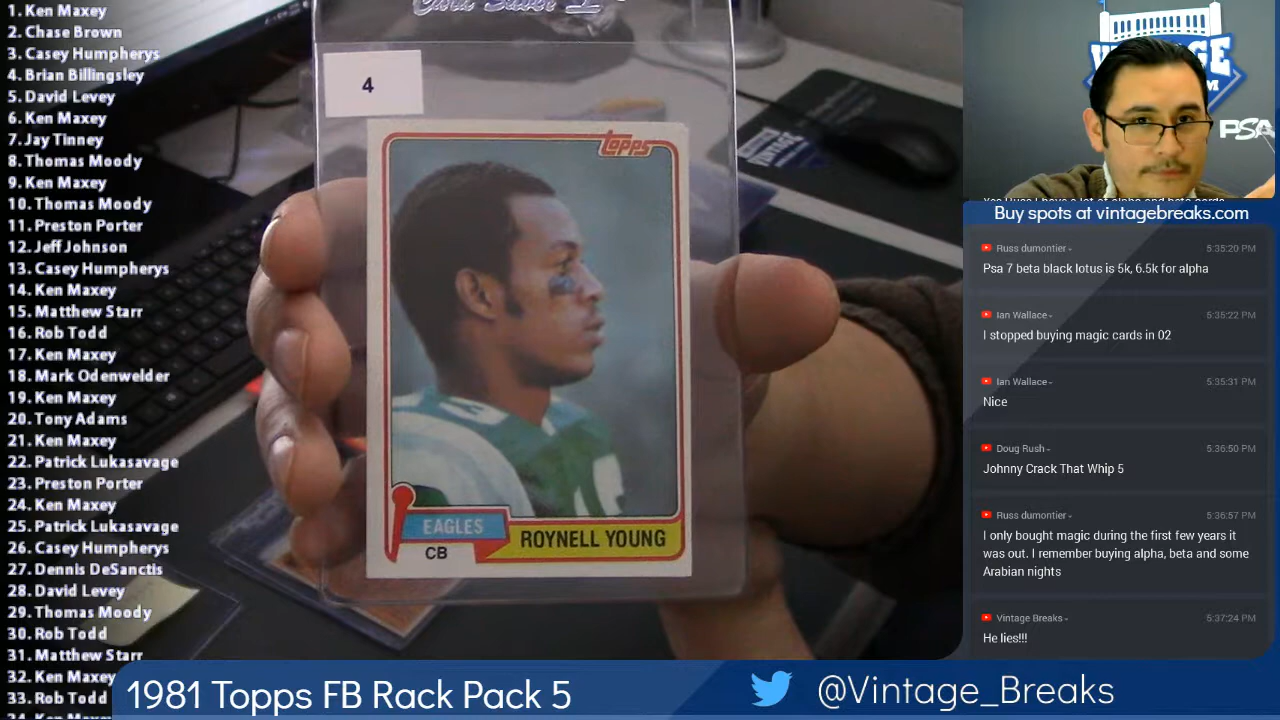 1. Ken Maxey
2. Chase Brown
3. Casey Humpherys
4. Brian Billingsley
5. David Levey
6. Ken Maxey
7. Jay Tinney
8. Thomas Moody
9. Ken Maxey
10. Thomas Moody
11. Preston Porter
12. Jeff Johnson
13. Casey Humpherys
14. Ken Maxey
15. Matthew Starr
16. Rob Todd
17. Ken Maxey
18. Mark Odenwelder
19. Ken Maxey
20. Tony Adams
21. Ken Maxey
22. Patrick Lukasavage
23. Preston Porter
24. Ken Maxey
25. Patrick Lukasavage
26. Casey Humpherys
27. Dennis DeSanctis
28. David Levey
29. Thomas Moody
30. Rob Todd
31. Matthew Starr
32. Ken Maxey
33. Rob Todd
4
topps
EAGLES
CB
ROYNELL YOUNG
PSA
Buy spots at vintagebreaks.com
Russ dumontier
5:35:20 PM
Psa 7 beta black lotus is 5k, 6.5k for alpha
Ian Wallace
5:35:22 PM
I stopped buying magic cards in 02
Ian Wallace
5:35:31 PM
Nice
Doug Rush
5:36:50 PM
Johnny Crack That Whip 5
Russ dumontier
5:36:57 PM
I only bought magic during the first few years it
was out. I remember buying alpha, beta and some
Arabian nights
Vintage Breaks
5:37:24 PM
He lies!!!
1981 Topps FB Rack Pack 5
@Vintage_Breaks